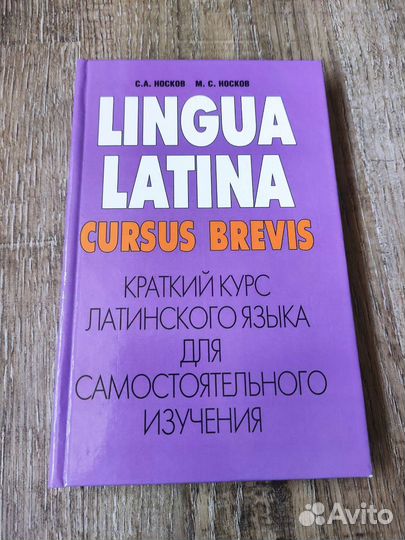 С.А. НОСКОВ М.С. НОСКОВ
LINGUA
LATINA
CURSUS BREVIS
КРАТКИЙ КУРС
ЛАТИНСКОГО ЯЗЫКА
ДЛЯ
САМОСТОЯТЕЛЬНОГО
ИЗУЧЕНИЯ
Avito